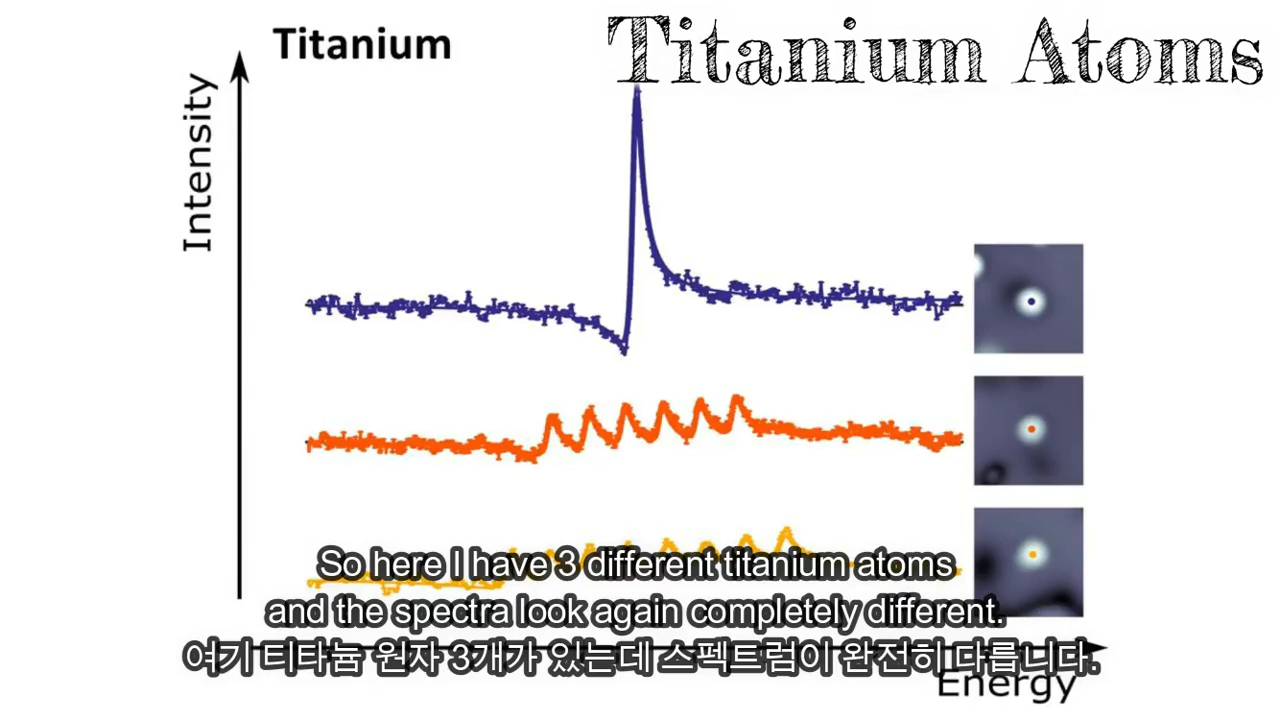 Titanium
Titanium Atoms
Intensity
So here I have 3 different titanium atoms
and the spectra look again completely different.
여기 티타늄 원자 3개가 있는데 스펙트럼이 완전히 다릅니다.
Energy